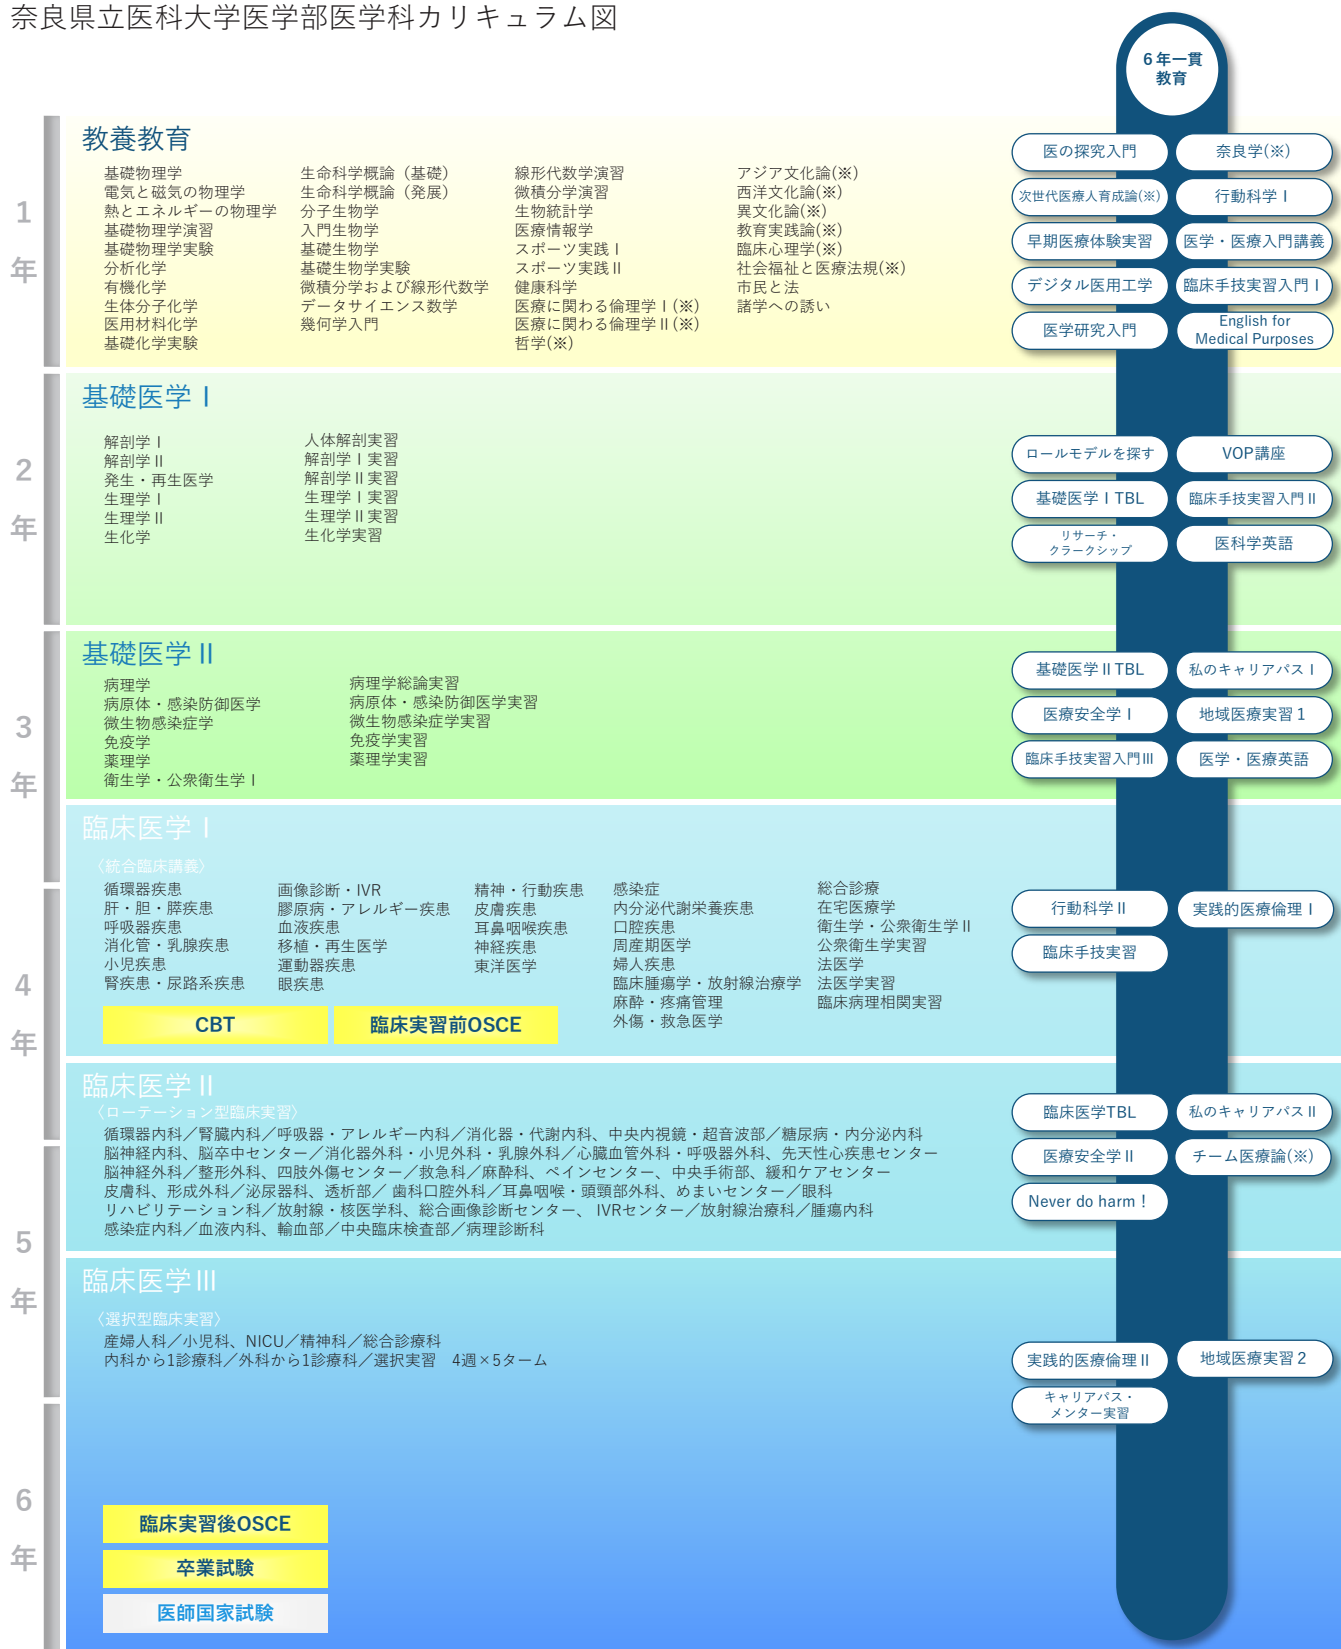 奈良県立医科大学医学部医学科カリキュラム図
6年一貫
教育
1
年
教養教育
基礎物理学
電気と磁気の物理学
熱とエネルギーの物理学
基礎物理学演習
基礎物理学実験
分析化学
有機化学
生体分子化学
医用材料化学
基礎化学実験
生命科学概論（基礎）
生命科学概論（発展）
分子生物学
入門生物学
基礎生物学
基礎生物学実験
微積分学および線形代数学
データサイエンス数学
幾何学入門
線形代数学演習
微積分学演習
生物統計学
医療情報学
スポーツ実践Ⅰ
スポーツ実践Ⅱ
健康科学
医療に関わる倫理学Ⅰ(※)
医療に関わる倫理学Ⅱ(※)
哲学(※)
アジア文化論(※)
西洋文化論(※)
異文化論(※)
教育実践論(※)
臨床心理学(※)
社会福祉と医療法規(※)
市民と法
諸学への誘い
医の探究入門
奈良学(※)
次世代医療人育成論(※)
行動科学Ⅰ
早期医療体験実習
医学・医療入門講義
デジタル医用工学
臨床手技実習入門Ⅰ
医学研究入門
English for
Medical Purposes
2
年
基礎医学Ⅰ
解剖学Ⅰ
解剖学Ⅱ
発生・再生医学
生理学Ⅰ
生理学Ⅱ
生化学
人体解剖実習
解剖学Ⅰ実習
解剖学Ⅱ実習
生理学Ⅰ実習
生理学Ⅱ実習
生化学実習
ロールモデルを探す
VOP講座
基礎医学ⅠTBL
臨床手技実習入門Ⅱ
リサーチ・
クラークシップ
医科学英語
3
年
基礎医学Ⅱ
病理学
病原体・感染防御医学
微生物感染症学
免疫学
薬理学
衛生学・公衆衛生学Ⅰ
病理学総論実習
病原体・感染防御医学実習
微生物感染症学実習
免疫学実習
薬理学実習
基礎医学ⅡTBL
私のキャリアパスⅠ
医療安全学Ⅰ
地域医療実習1
臨床手技実習入門Ⅲ
医学・医療英語
臨床医学Ⅰ
〈統合臨床講義〉
循環器疾患
肝・胆・膵疾患
呼吸器疾患
消化管・乳腺疾患
小児疾患
腎疾患・尿路系疾患
画像診断・IVR
膠原病・アレルギー疾患
血液疾患
移植・再生医学
運動器疾患
眼疾患
精神・行動疾患
皮膚疾患
耳鼻咽喉疾患
神経疾患
東洋医学
感染症
内分泌代謝栄養疾患
口腔疾患
周産期医学
婦人疾患
臨床腫瘍学・放射線治療学
麻酔・疼痛管理
外傷・救急医学
総合診療
在宅医療学
衛生学・公衆衛生学Ⅱ
公衆衛生学実習
法医学
法医学実習
臨床病理相関実習
CBT
臨床実習前OSCE
4
年
行動科学Ⅱ
実践的医療倫理Ⅰ
臨床手技実習
臨床医学Ⅱ
〈ローテーション型臨床実習〉
循環器内科／腎臓内科／呼吸器・アレルギー内科／消化器・代謝内科、中央内視鏡・超音波部／糖尿病・内分泌内科
脳神経内科、脳卒中センター／消化器外科・小児外科・乳腺外科／心臓血管外科・呼吸器外科、先天性心疾患センター
脳神経外科／整形外科、四肢外傷センター／救急科／麻酔科、ペインセンター、中央手術部、緩和ケアセンター
皮膚科、形成外科／泌尿器科、透析部／ 歯科口腔外科／耳鼻咽喉・頭頸部外科、めまいセンター／眼科
リハビリテーション科／放射線・核医学科、総合画像診断センター、IVRセンター／放射線治療科／腫瘍内科
感染症内科／血液内科、輸血部／中央臨床検査部／病理診断科
5
年
臨床医学TBL
私のキャリアパスⅡ
医療安全学Ⅱ
チーム医療論(※)
Never do harm！
臨床医学Ⅲ
〈選択型臨床実習〉
産婦人科／小児科、NICU／精神科／総合診療科
内科から1診療科／外科から1診療科／選択実習　4週×5ターム
実践的医療倫理Ⅱ
地域医療実習2
キャリアパス・
メンター実習
6
年
臨床実習後OSCE
卒業試験
医師国家試験